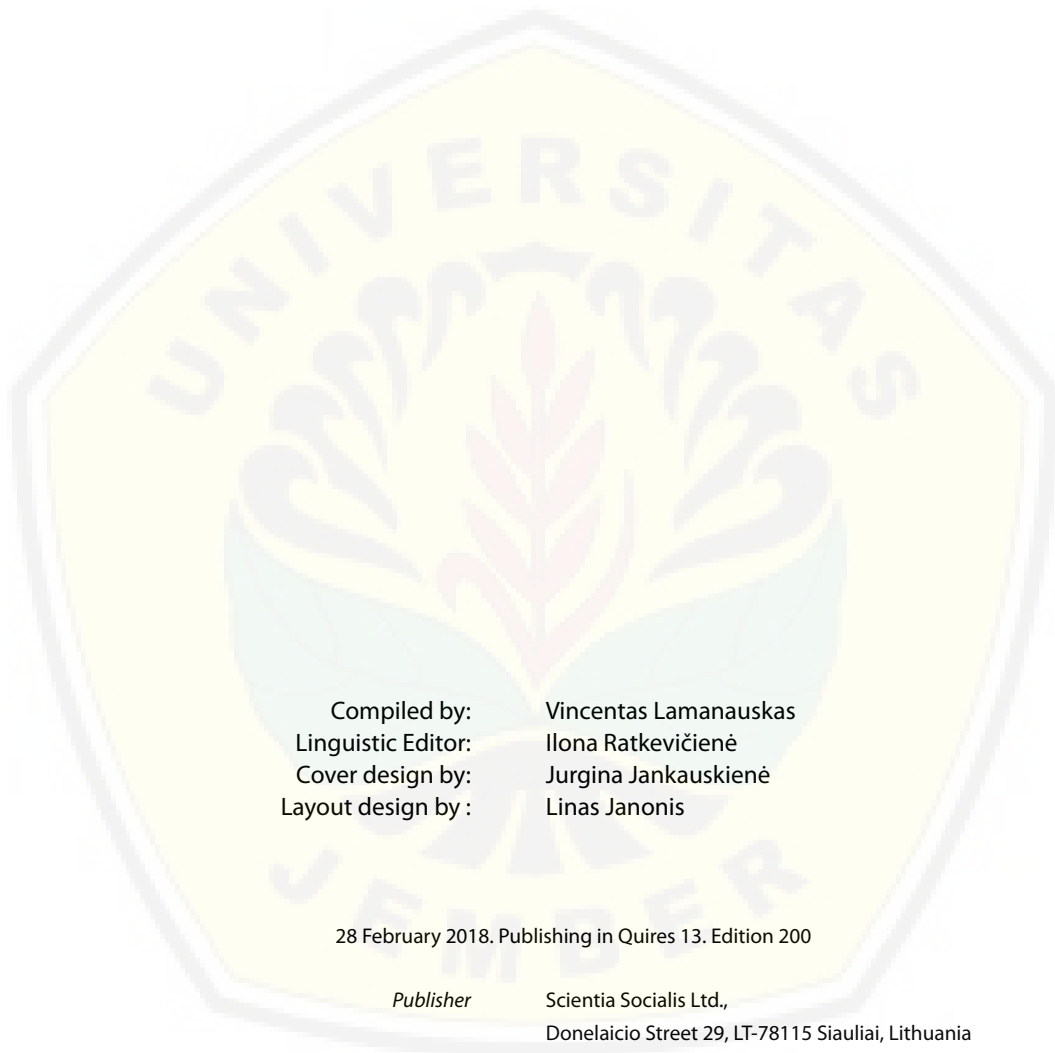 UNIVERSITAS
Compiled by: Vincentas Lamanauskas
Linguistic Editor: Ilona Ratkevičienė
Cover design by: Jurgina Jankauskienė
Layout design by : Linas Janonis
JEMBER
28 February 2018. Publishing in Quires 13. Edition 200
Publisher Scientia Socialis Ltd.,
Donelaicio Street 29, LT-78115 Siauliai, Lithuania